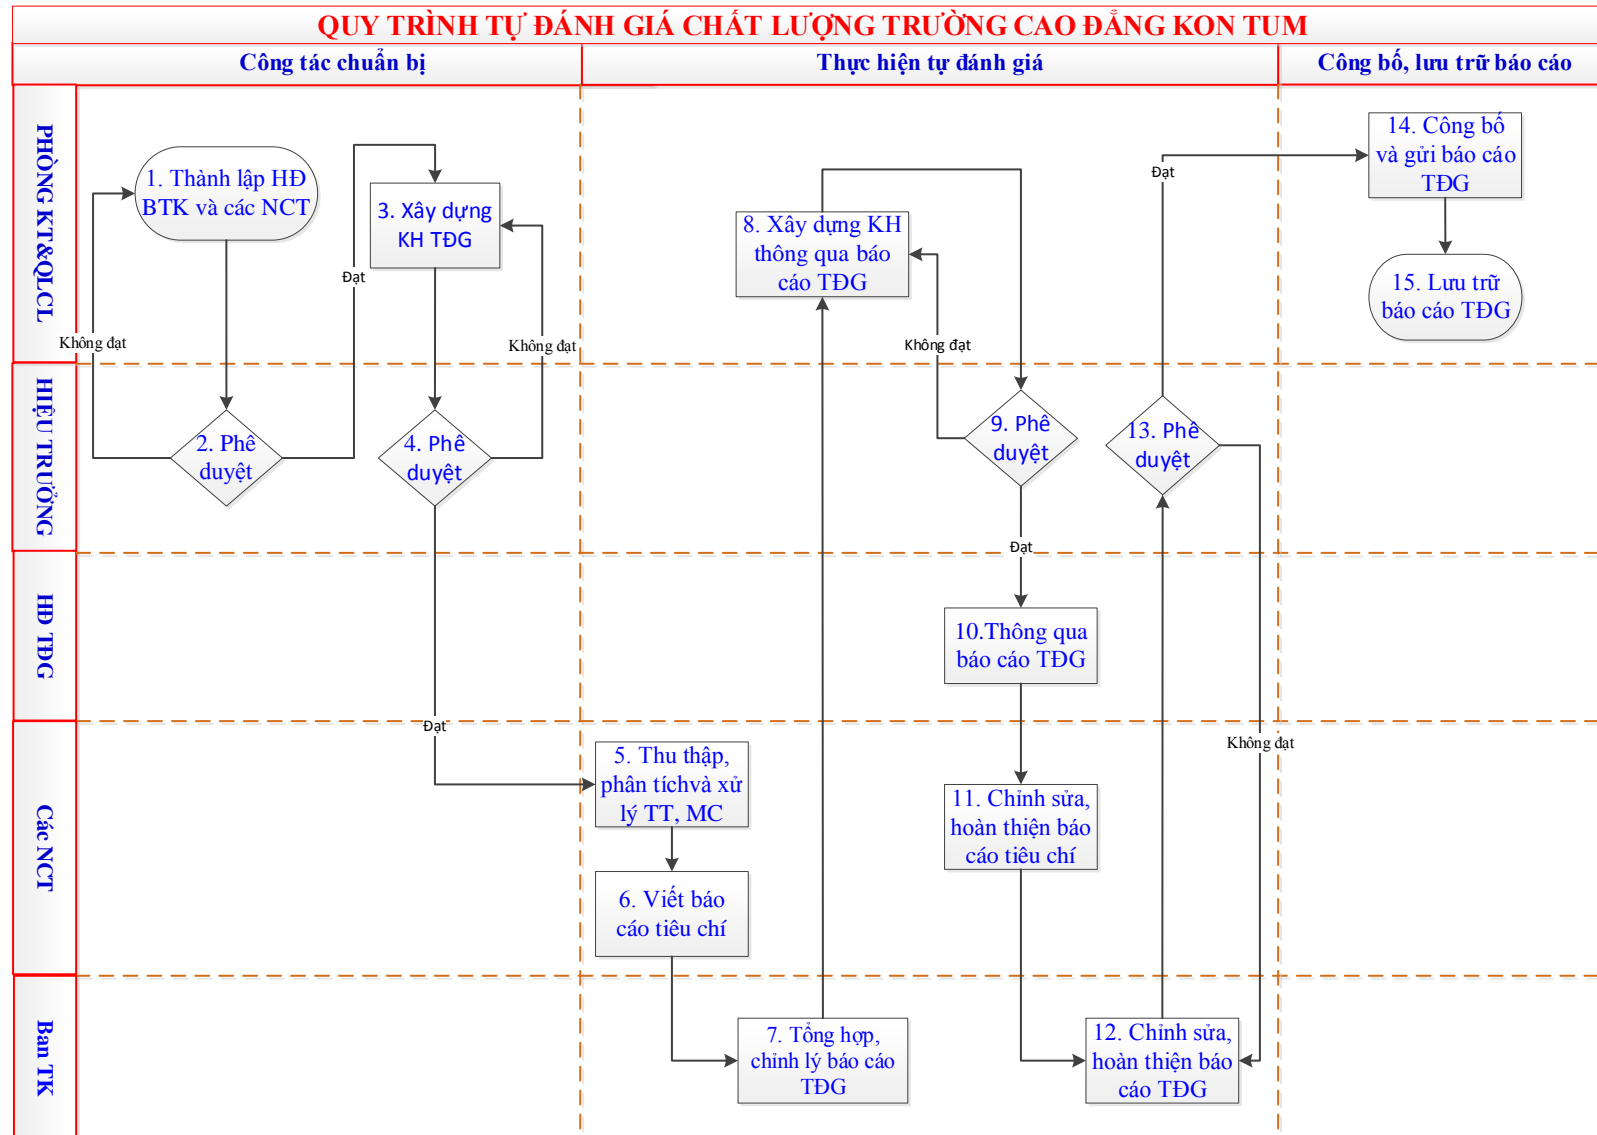 QUY TRÌNH TỰ ĐÁNH GIÁ CHẤT LƯỢNG TRƯỜNG CAO ĐẲNG KON TUM
Công tác chuẩn bị
Thực hiện tự đánh giá
Công bố, lưu trữ báo cáo
PHÒNG KT&QLCL
1. Thành lập HĐ
BTK và các NCT
3. Xây dựng
KH TĐG
Đạt
Không đạt
Không đạt
8. Xây dựng KH
thông qua báo
cáo TĐG
Không đạt
Đạt
14. Công bố
và gửi báo cáo
TĐG
15. Lưu trữ
báo cáo TĐG
HIỆU TRƯỞNG
2. Phê
duyệt
4. Phê
duyệt
9. Phê
duyệt
13. Phê
duyệt
Đạt
HĐ TĐG
10.Thông qua
báo cáo TĐG
Đạt
Không đạt
Các NCT
5. Thu thập,
phân tíchvà xử
lý TT, MC
6. Viết báo
cáo tiêu chí
11. Chỉnh sửa,
hoàn thiện báo
cáo tiêu chí
Ban TK
7. Tổng hợp,
chỉnh lý báo cáo
TĐG
12. Chỉnh sửa,
hoàn thiện báo
cáo TĐG